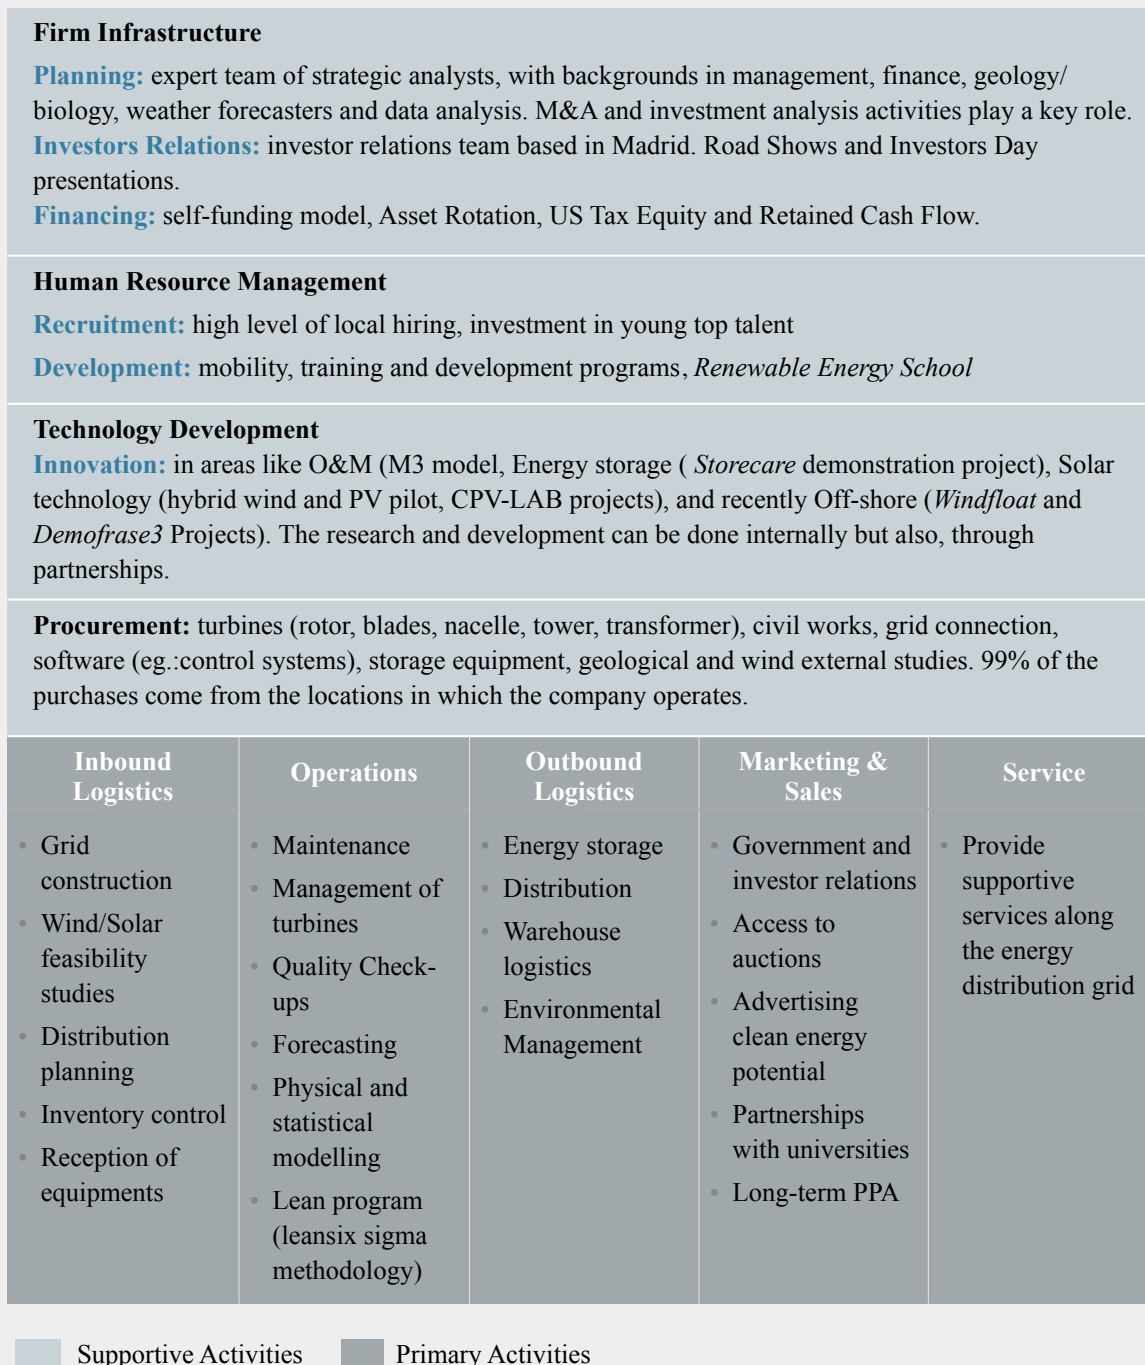 Firm Infrastructure
Planning: expert team of strategic analysts, with backgrounds in management, finance, geology/
biology, weather forecasters and data analysis. M&A and investment analysis activities play a key role.
Investors Relations: investor relations team based in Madrid. Road Shows and Investors Day
presentations.
Financing: self-funding model, Asset Rotation, US Tax Equity and Retained Cash Flow.
Human Resource Management
Recruitment: high level of local hiring, investment in young top talent
Development: mobility, training and development programs, Renewable Energy School
Technology Development
Innovation: in areas like O&M (M3 model, Energy storage ( Storecare demonstration project), Solar
technology (hybrid wind and PV pilot, CPV-LAB projects), and recently Off-shore (Windfloat and
Demofrase3 Projects). The research and development can be done internally but also, through
partnerships.
Procurement: turbines (rotor, blades, nacelle, tower, transformer), civil works, grid connection,
software (eg.:control systems), storage equipment, geological and wind external studies. 99% of the
purchases come from the locations in which the company operates.
Inbound
Logistics
• Grid
construction
• Wind/Solar
feasibility
studies
• Distribution
planning
• Inventory control
• Reception of
equipments
Operations
• Maintenance
• Management of
turbines
• Quality Check-
ups
• Forecasting
• Physical and
statistical
modelling
• Lean program
(leansix sigma
methodology)
Outbound
Logistics
• Energy storage
• Distribution
• Warehouse
logistics
• Environmental
Management
Marketing &
Sales
• Government and
investor relations
• Access to
auctions
• Advertising
clean energy
potential
• Partnerships
with universities
• Long-term PPA
Service
• Provide
supportive
services along
the energy
distribution grid
Supportive Activities
Primary Activities